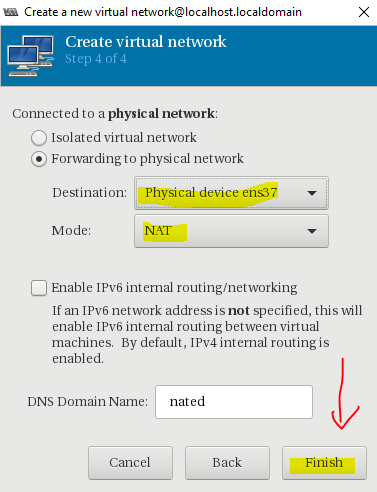 Create a new virtual network@localhost.localdomain
Create virtual network
Step 4 of 4
Connected to a physical network:
Isolated virtual network
Forwarding to physical network
Destination: Physical device ens37
Mode: NAT
Enable IPv6 internal routing/networking
If an IPv6 network address is not specified, this will
enable IPv6 internal routing between virtual
machines. By default, IPv4 internal routing is
enabled.
DNS Domain Name: nated
Cancel Back Finish